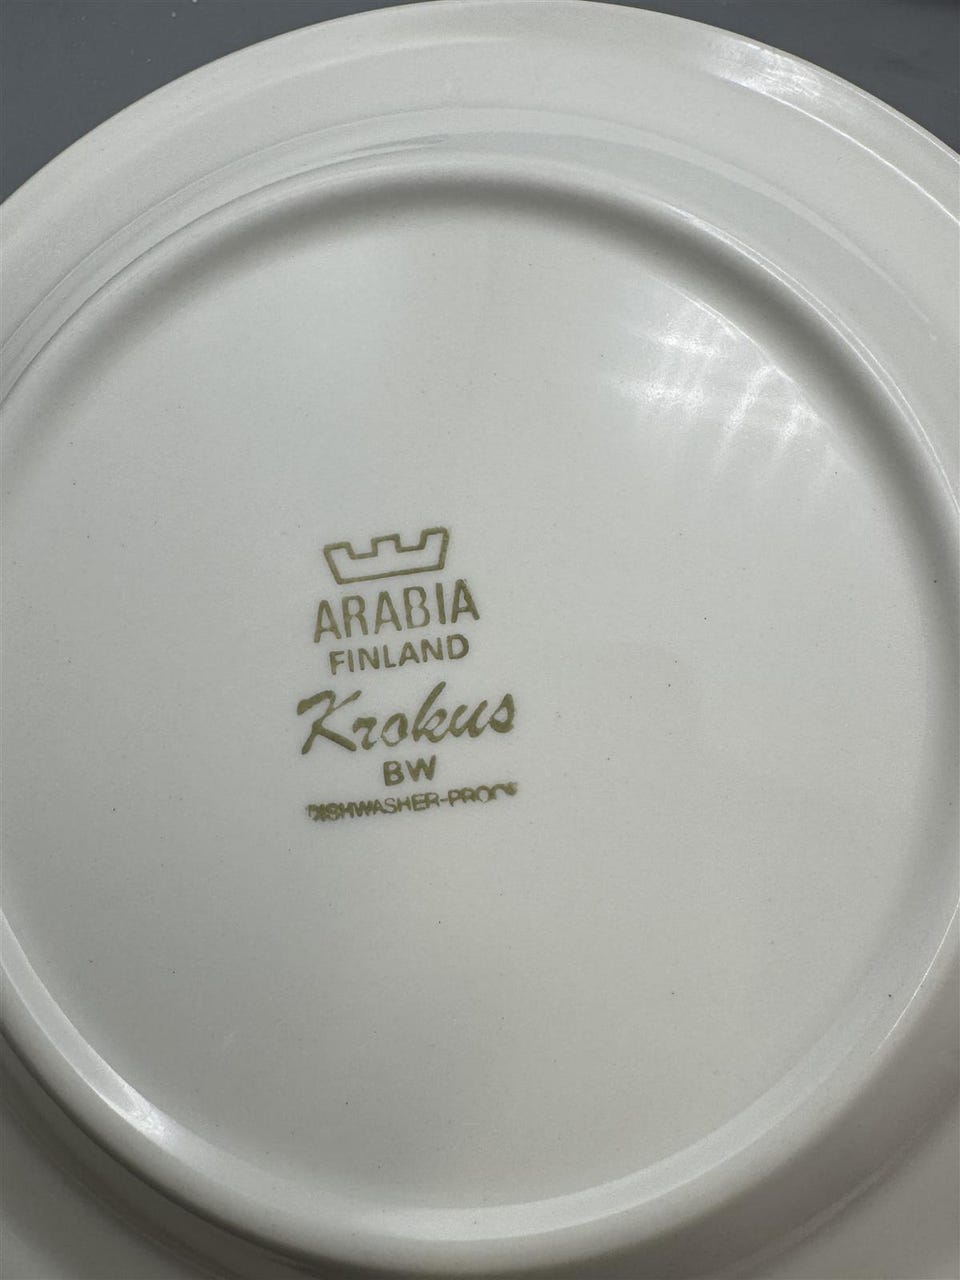 ARABIA
FINLAND
Krokus
BW
DISHWASHER-PROOF